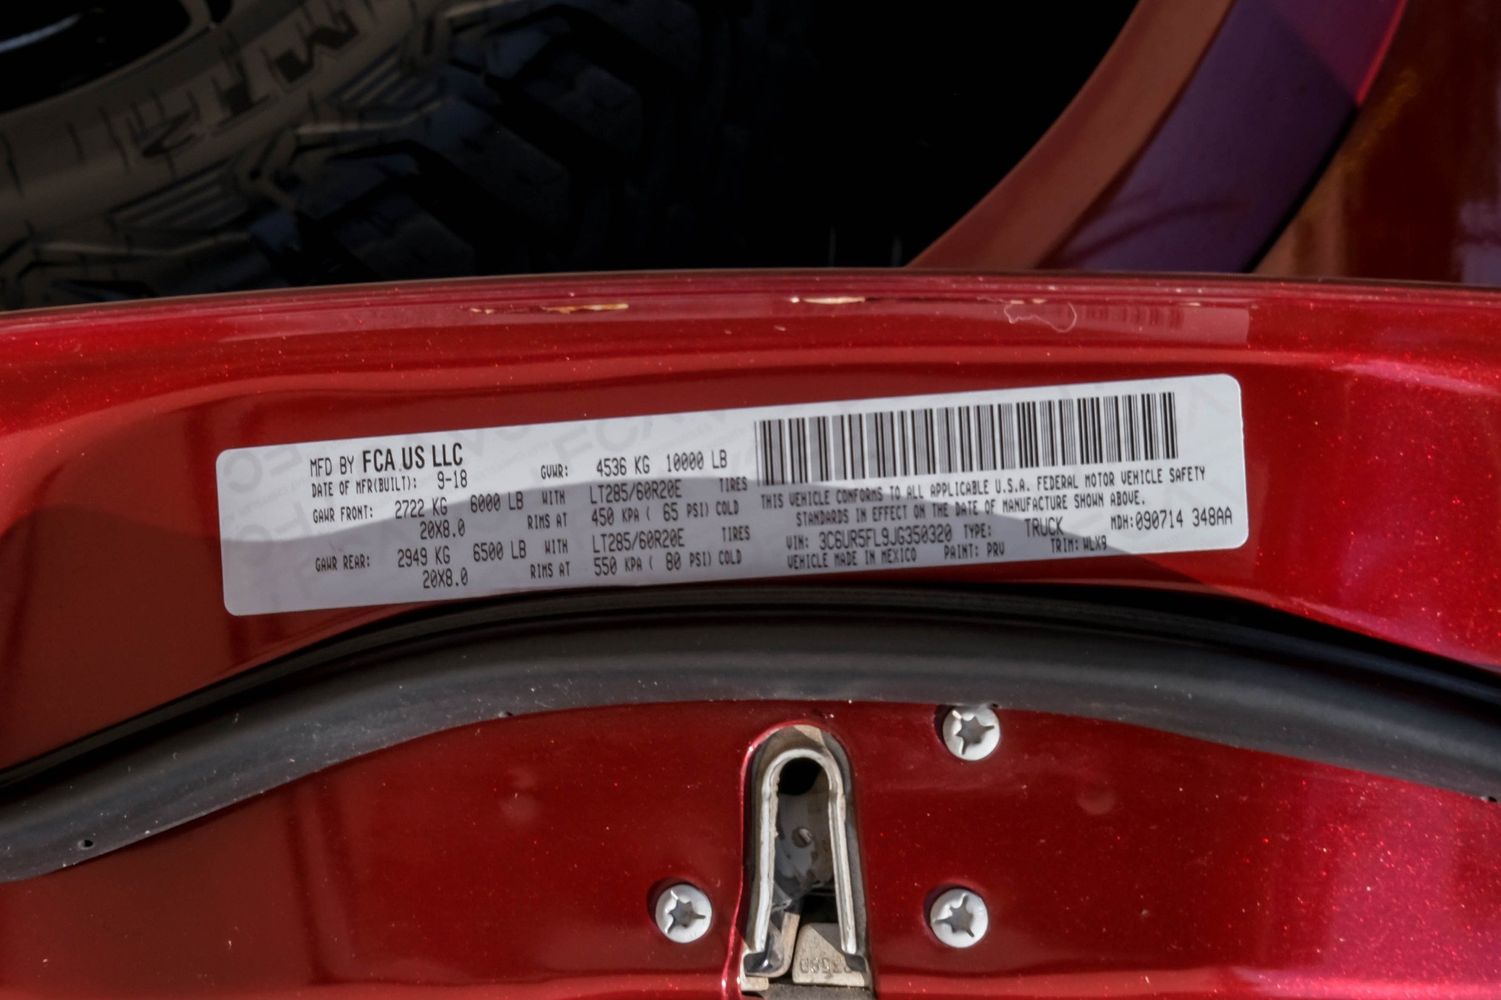 MTR
MFD BY FCA US LLC
DATE OF MFR(BUILT): 9-18
GVWR: 4536 KG 10000 LB
GAWR FRONT: 2722 KG 6000 LB WITH LT285/60R20E TIRES
20X8.0 RIMS AT 450 KPA ( 65 PSI) COLD
GAWR REAR: 2949 KG 6500 LB WITH LT285/60R20E TIRES
20X8.0 RIMS AT 550 KPA ( 80 PSI) COLD
THIS VEHICLE CONFORMS TO ALL APPLICABLE U.S.A. FEDERAL MOTOR VEHICLE SAFETY
STANDARDS IN EFFECT ON THE DATE OF MANUFACTURE SHOWN ABOVE.
VIN: 3C6UR5FL9JG350320 TYPE: TRUCK MDH:090714 348AA
VEHICLE MADE IN MEXICO PAINT: PRV TRIM: WLX9